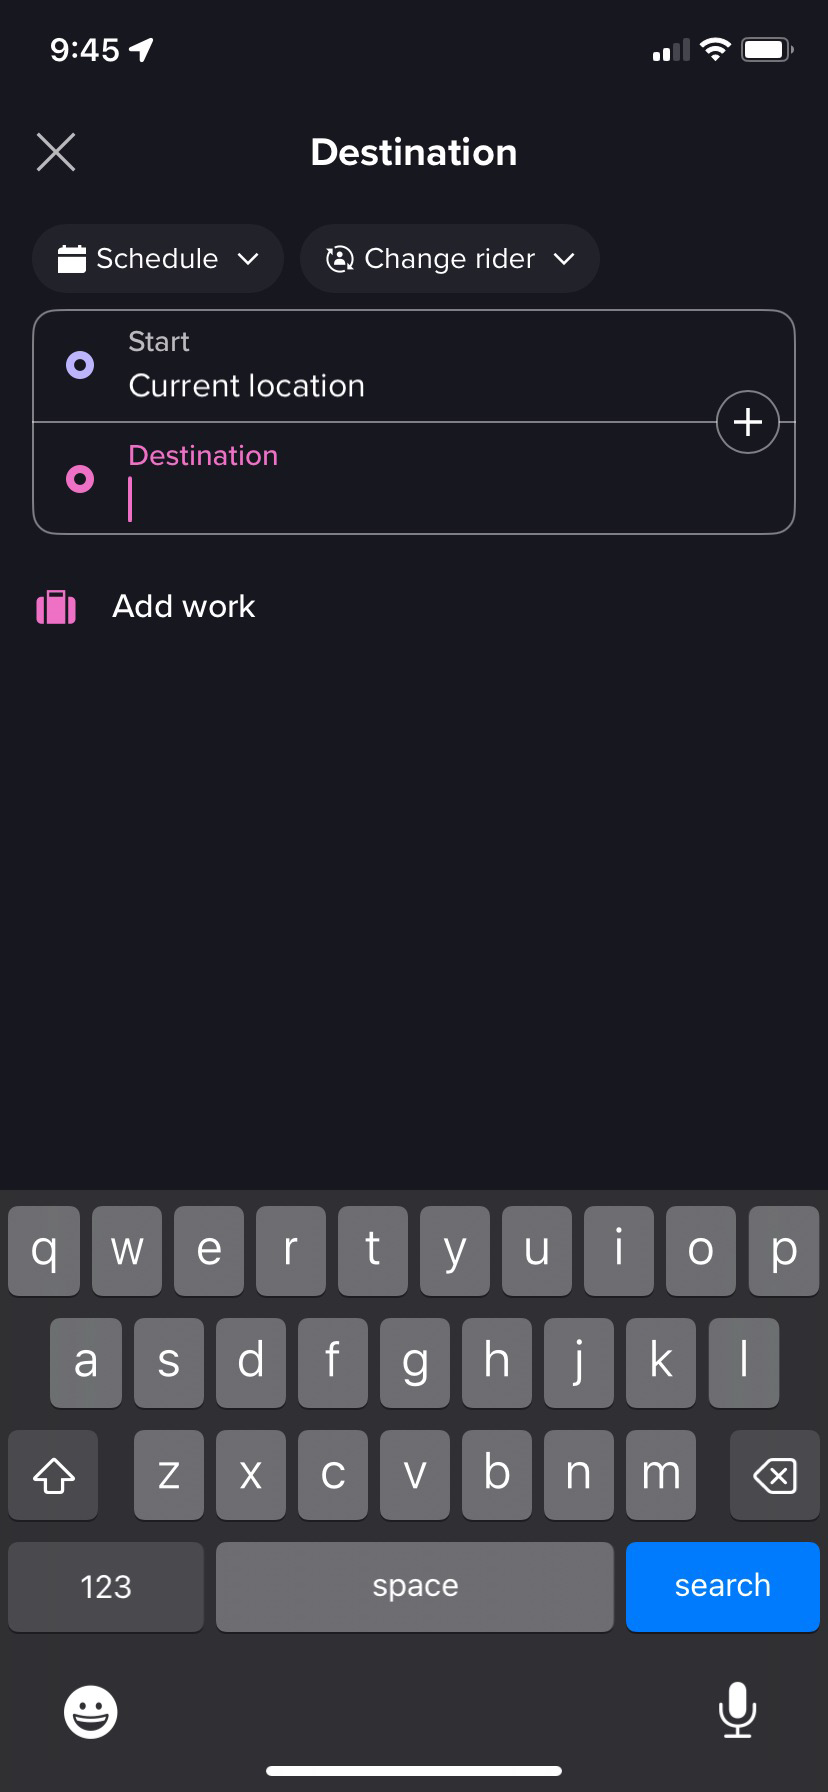 9:45
Destination
Schedule
Change rider
Start
Current location
Destination
Add work
q w e r t y u i o p
a s d f g h j k l
z x c v b n m
123 space search